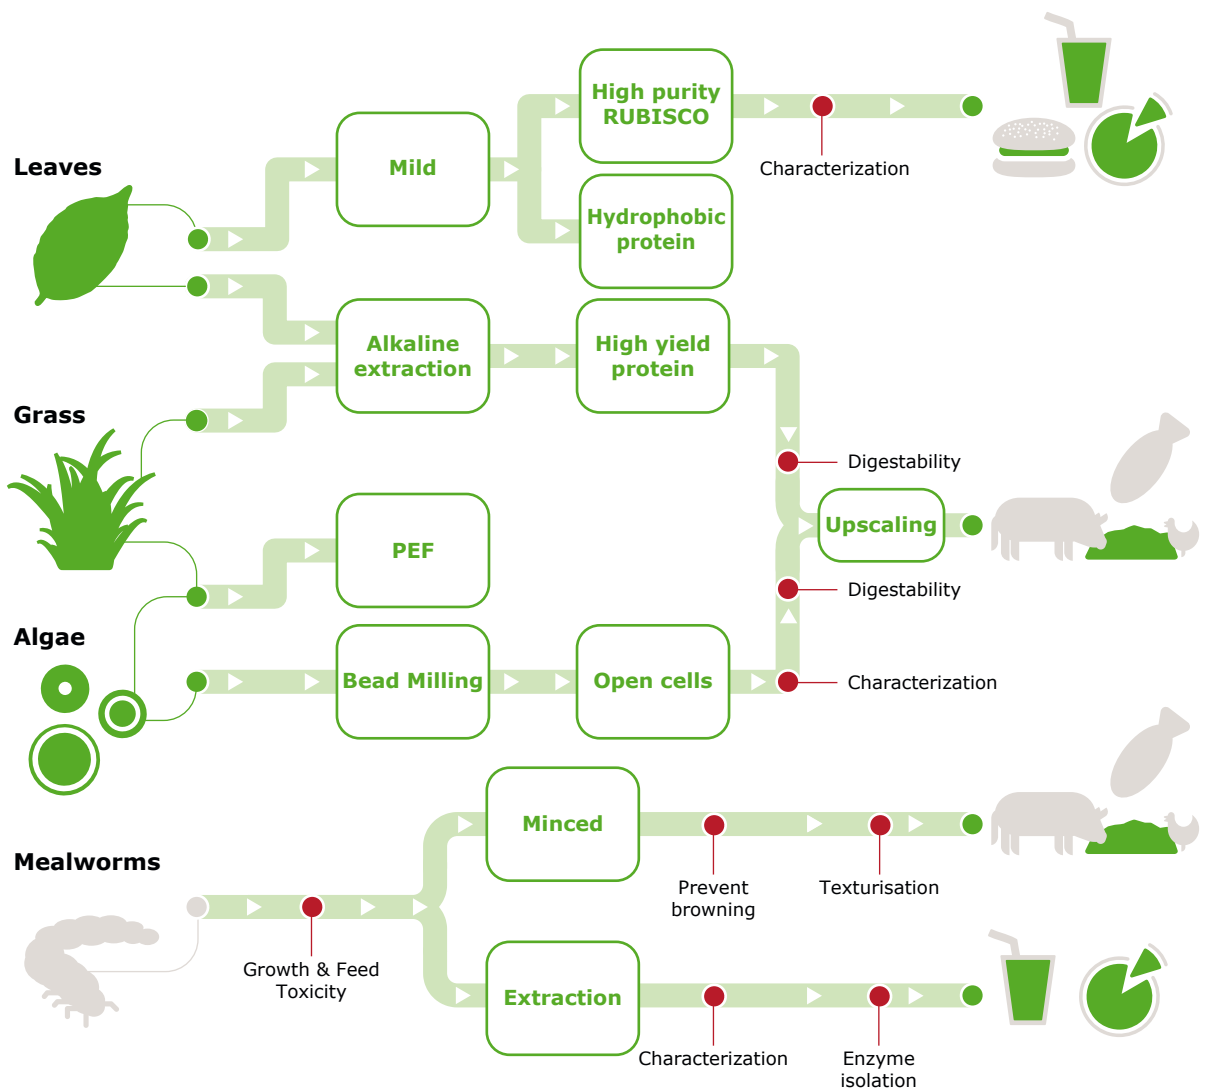 High purity
RUBISCO
Characterization
Leaves
Mild
Hydrophobic
protein
Alkaline
extraction
High yield
protein
Grass
Digestability
PEF
Upscaling
Digestability
Algae
Bead Milling
Open cells
Characterization
Minced
Mealworms
Prevent
browning
Texturisation
Growth & Feed
Toxicity
Extraction
Characterization
Enzyme
isolation